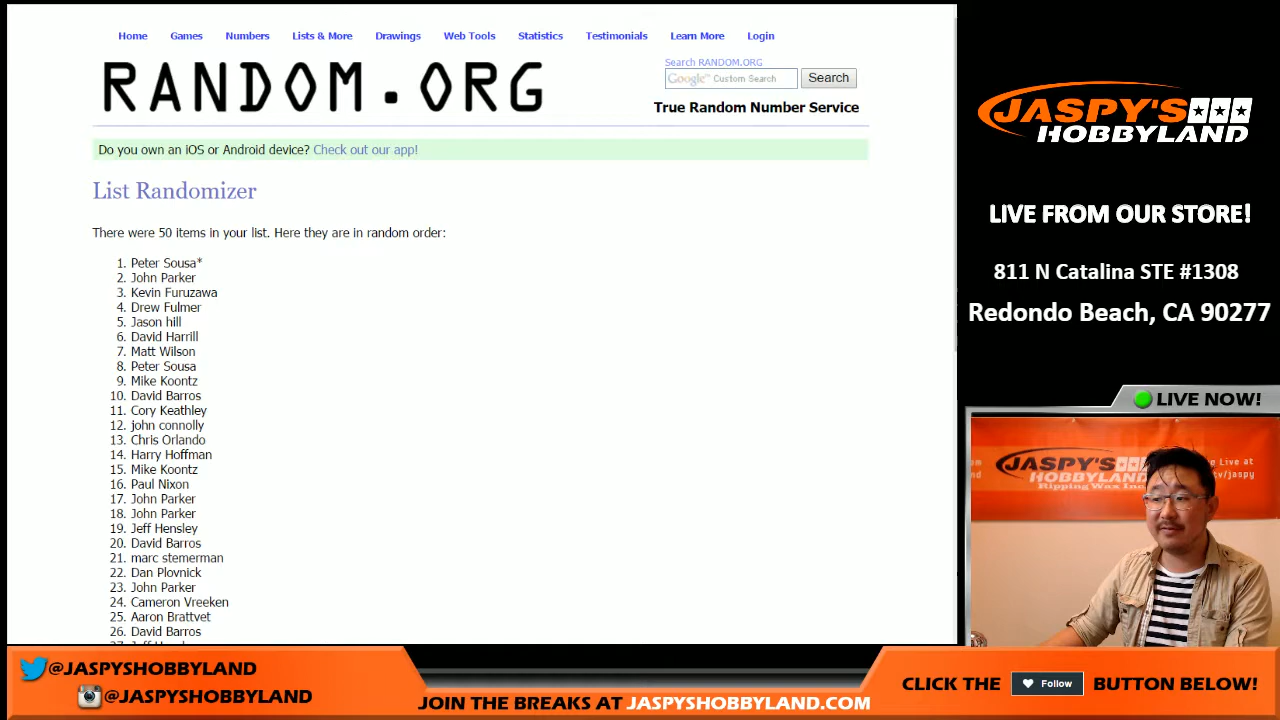 Home Games Numbers Lists & More Drawings Web Tools Statistics Testimonials Learn More Login
RANDOM.ORG
Search RANDOM.ORG
Google™ Custom Search Search
True Random Number Service
Do you own an iOS or Android device? Check out our app!
List Randomizer
There were 50 items in your list. Here they are in random order:
1. Peter Sousa*
2. John Parker
3. Kevin Furuzawa
4. Drew Fulmer
5. Jason hill
6. David Harrill
7. Matt Wilson
8. Peter Sousa
9. Mike Koontz
10. David Barros
11. Cory Keathley
12. john connolly
13. Chris Orlando
14. Harry Hoffman
15. Mike Koontz
16. Paul Nixon
17. John Parker
18. John Parker
19. Jeff Hensley
20. David Barros
21. marc stemerman
22. Dan Plovnick
23. John Parker
24. Cameron Vreeken
25. Aaron Brattvet
26. David Barros
JASPY'S
HOBBYLAND
LIVE FROM OUR STORE!
811 N Catalina STE #1308
Redondo Beach, CA 90277
LIVE NOW!
JASPY'S
HOBBYLAND
Ripping Wax
Live at
tv/jaspy
@JASPYSHOBBYLAND
@JASPYSHOBBYLAND
JOIN THE BREAKS AT JASPYSHOBBYLAND.COM
CLICK THE Follow BUTTON BELOW!